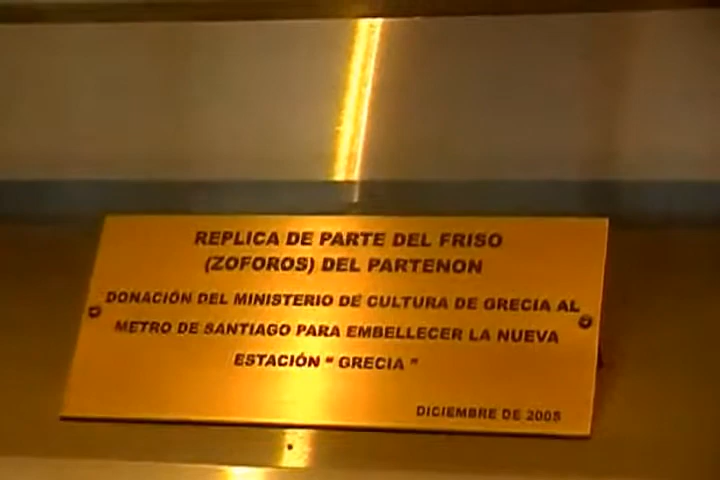 REPLICA DE PARTE DEL FRISO
(ZOFOROS) DEL PARTENON
DONACIÓN DEL MINISTERIO DE CULTURA DE GRECIA AL
METRO DE SANTIAGO PARA EMBELLECER LA NUEVA
ESTACIÓN " GRECIA "
DICIEMBRE DE 2005